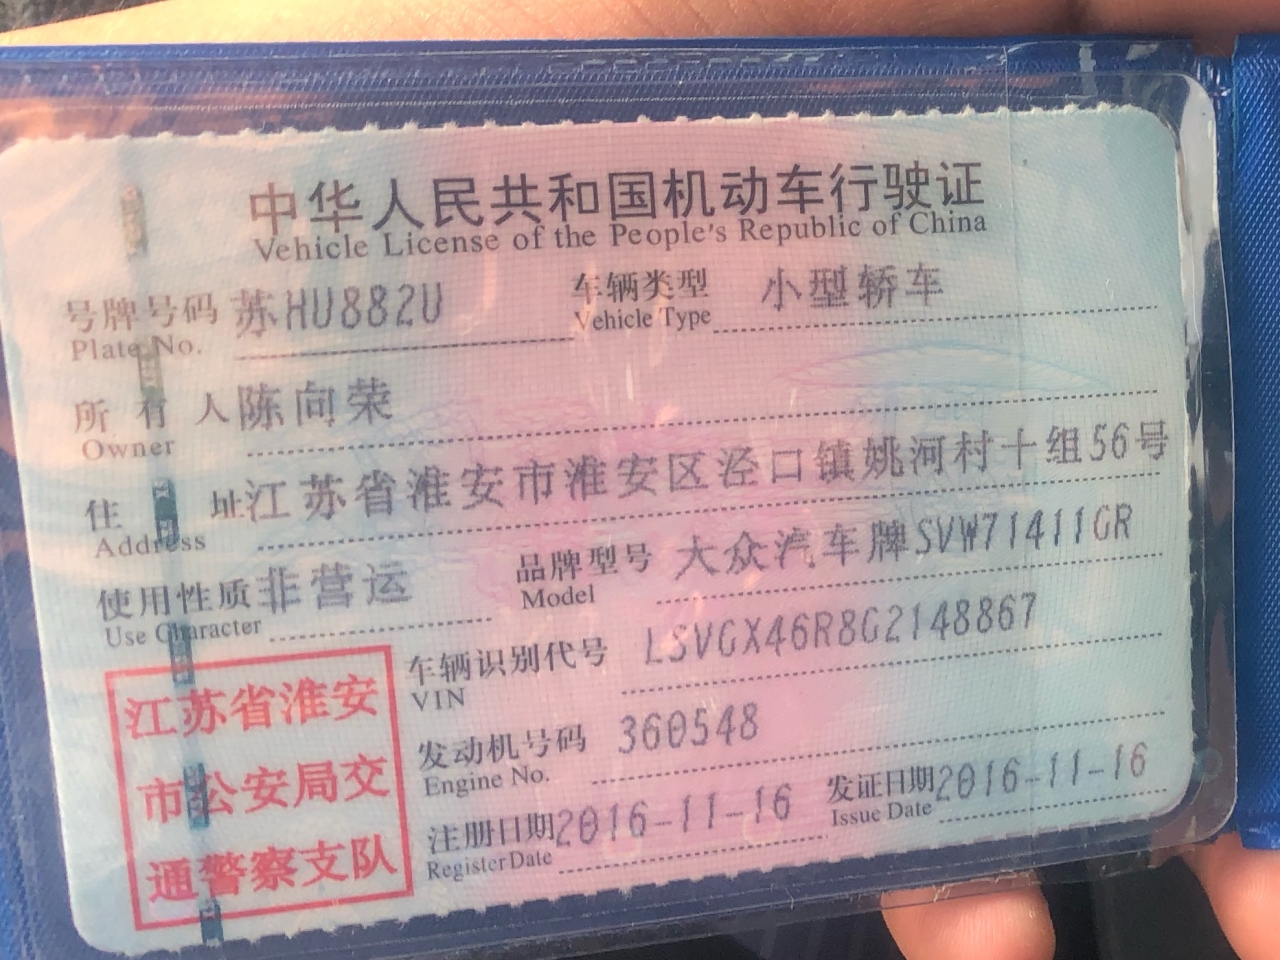 中华人民共和国机动车行驶证
Vehicle License of the People's Republic of China
号牌号码 苏HU882U 车辆类型 小型轿车
Plate No. Vehicle Type
所有人 陈向荣
Owner
住址 江苏省淮安市淮安区泾口镇姚河村十组56号
Address
使用性质 非营运 品牌型号 大众汽车牌SVW71411GR
Use Character Model
车辆识别代号 LSVGX46R8G2148867
VIN
发动机号码 360548
Engine No.
注册日期 2016-11-16 发证日期 2016-11-16
Register Date Issue Date
江苏省淮安
市公安局交
通警察支队